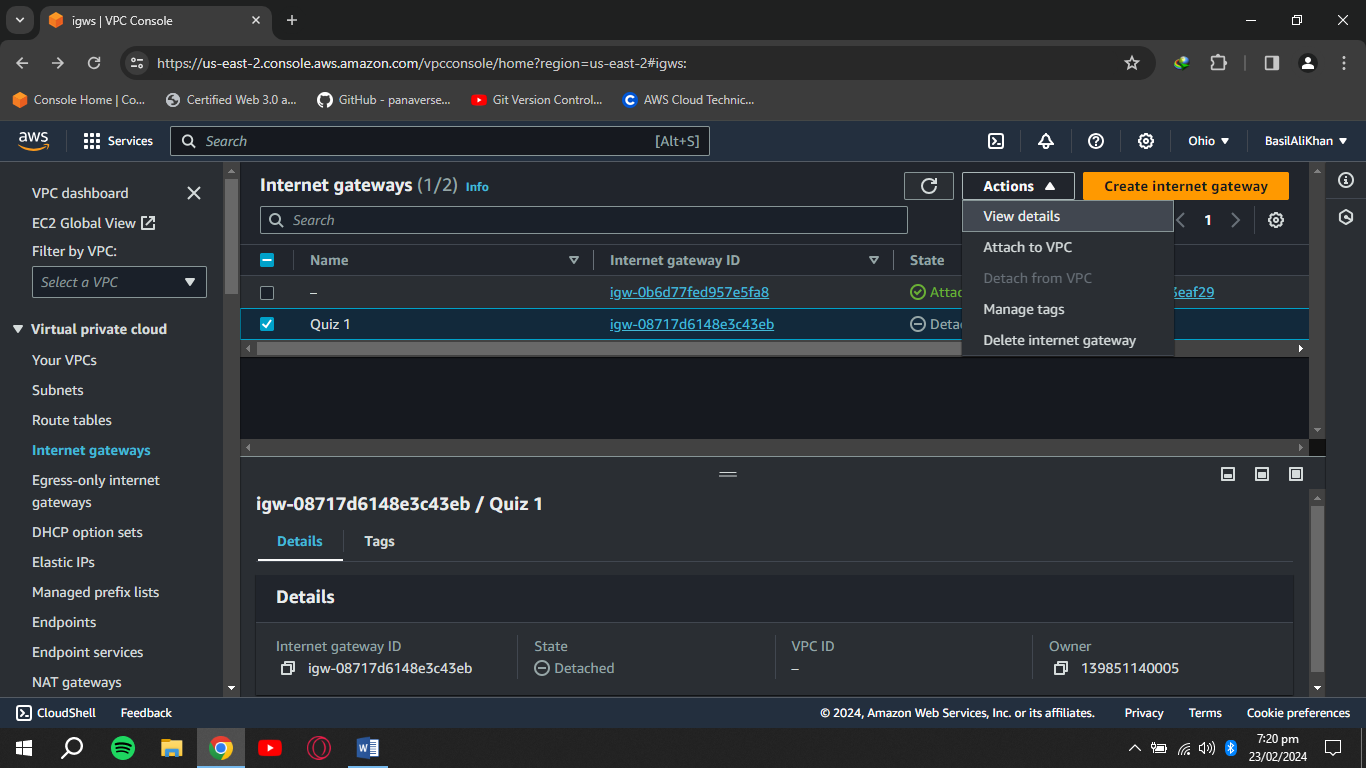 igws | VPC Console
https://us-east-2.console.aws.amazon.com/vpcconsole/home?region=us-east-2#igws:
Console Home | Co... Certified Web 3.0 a... GitHub - panaverse... Git Version Control... AWS Cloud Technic...
aws Services Search [Alt+S] Ohio BasilAliKhan
VPC dashboard
EC2 Global View
Filter by VPC:
Select a VPC
Virtual private cloud
Your VPCs
Subnets
Route tables
Internet gateways
Egress-only internet
gateways
DHCP option sets
Elastic IPs
Managed prefix lists
Endpoints
Endpoint services
NAT gateways
Internet gateways (1/2) Info
Actions
Create internet gateway
Search
1
View details
Attach to VPC
Detach from VPC
Manage tags
Delete internet gateway
Name Internet gateway ID State
– igw-0b6d77fed957e5fa8 Attac eaf29
Quiz 1 igw-08717d6148e3c43eb Detac
igw-08717d6148e3c43eb / Quiz 1
Details Tags
Details
Internet gateway ID State VPC ID Owner
igw-08717d6148e3c43eb Detached – 139851140005
CloudShell Feedback © 2024, Amazon Web Services, Inc. or its affiliates. Privacy Terms Cookie preferences
7:20 pm
23/02/2024